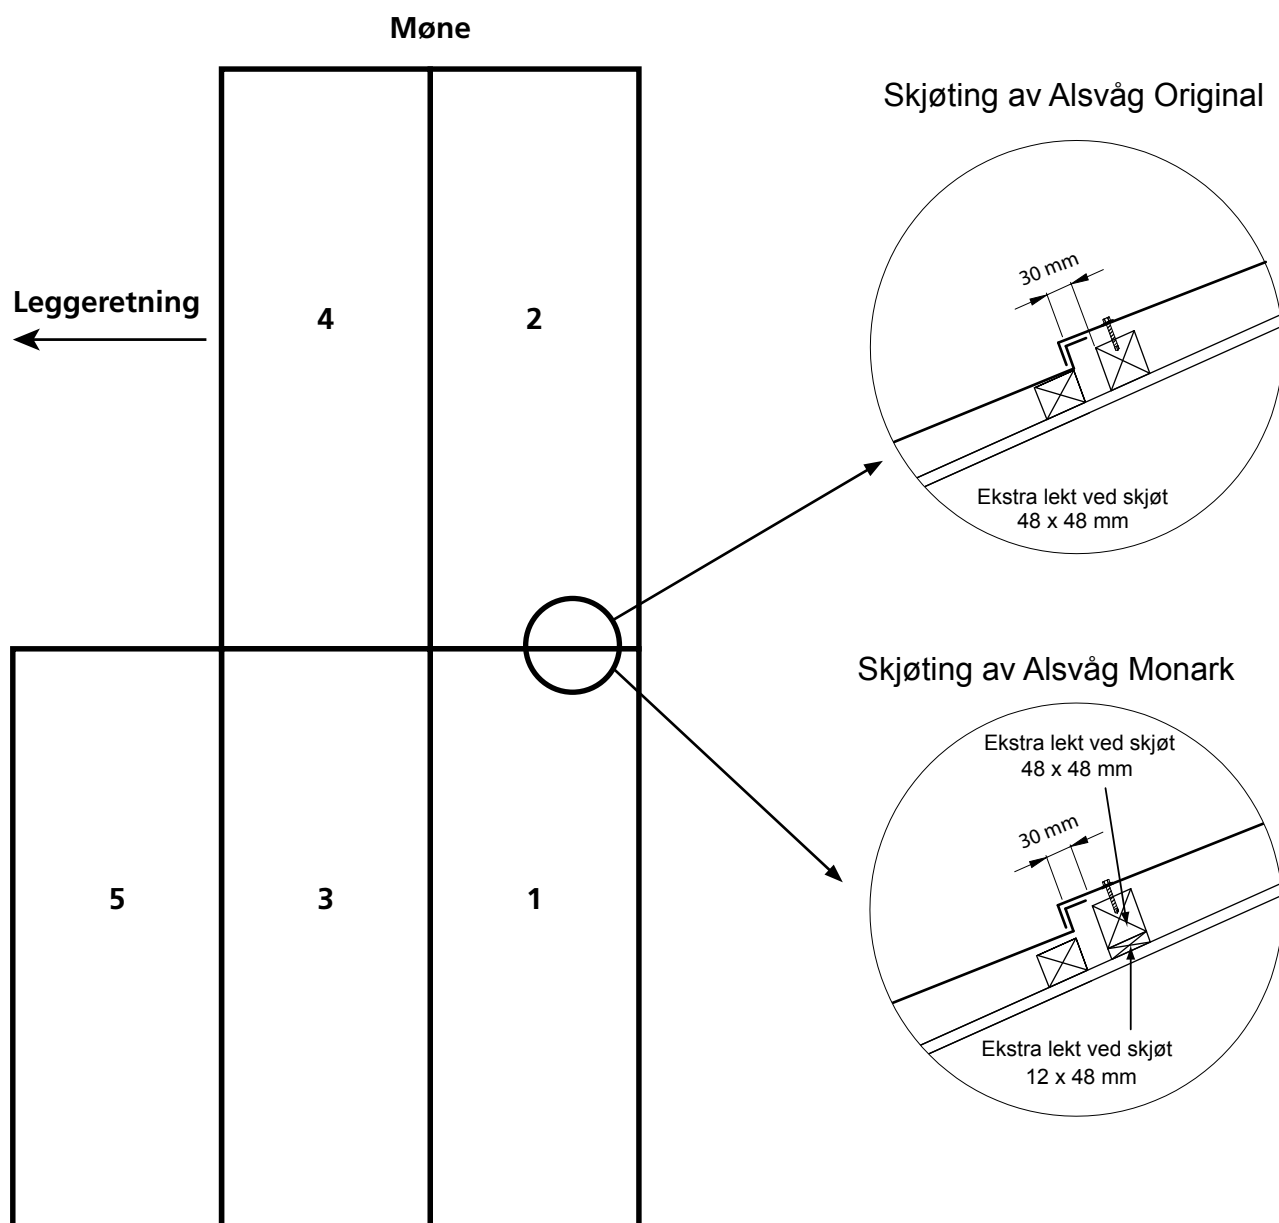 Møne
Leggeretning
4
2
5
3
1
Skjøting av Alsvåg Original
30 mm
Ekstra lekt ved skjøt
48 x 48 mm
Skjøting av Alsvåg Monark
Ekstra lekt ved skjøt
48 x 48 mm
30 mm
Ekstra lekt ved skjøt
12 x 48 mm